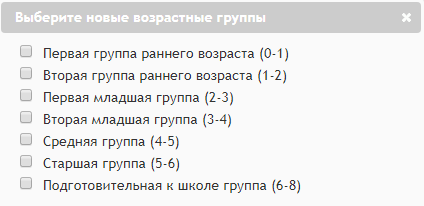 Выберите новые возрастные группы
Первая группа раннего возраста (0-1)
Вторая группа раннего возраста (1-2)
Первая младшая группа (2-3)
Вторая младшая группа (3-4)
Средняя группа (4-5)
Старшая группа (5-6)
Подготовительная к школе группа (6-8)